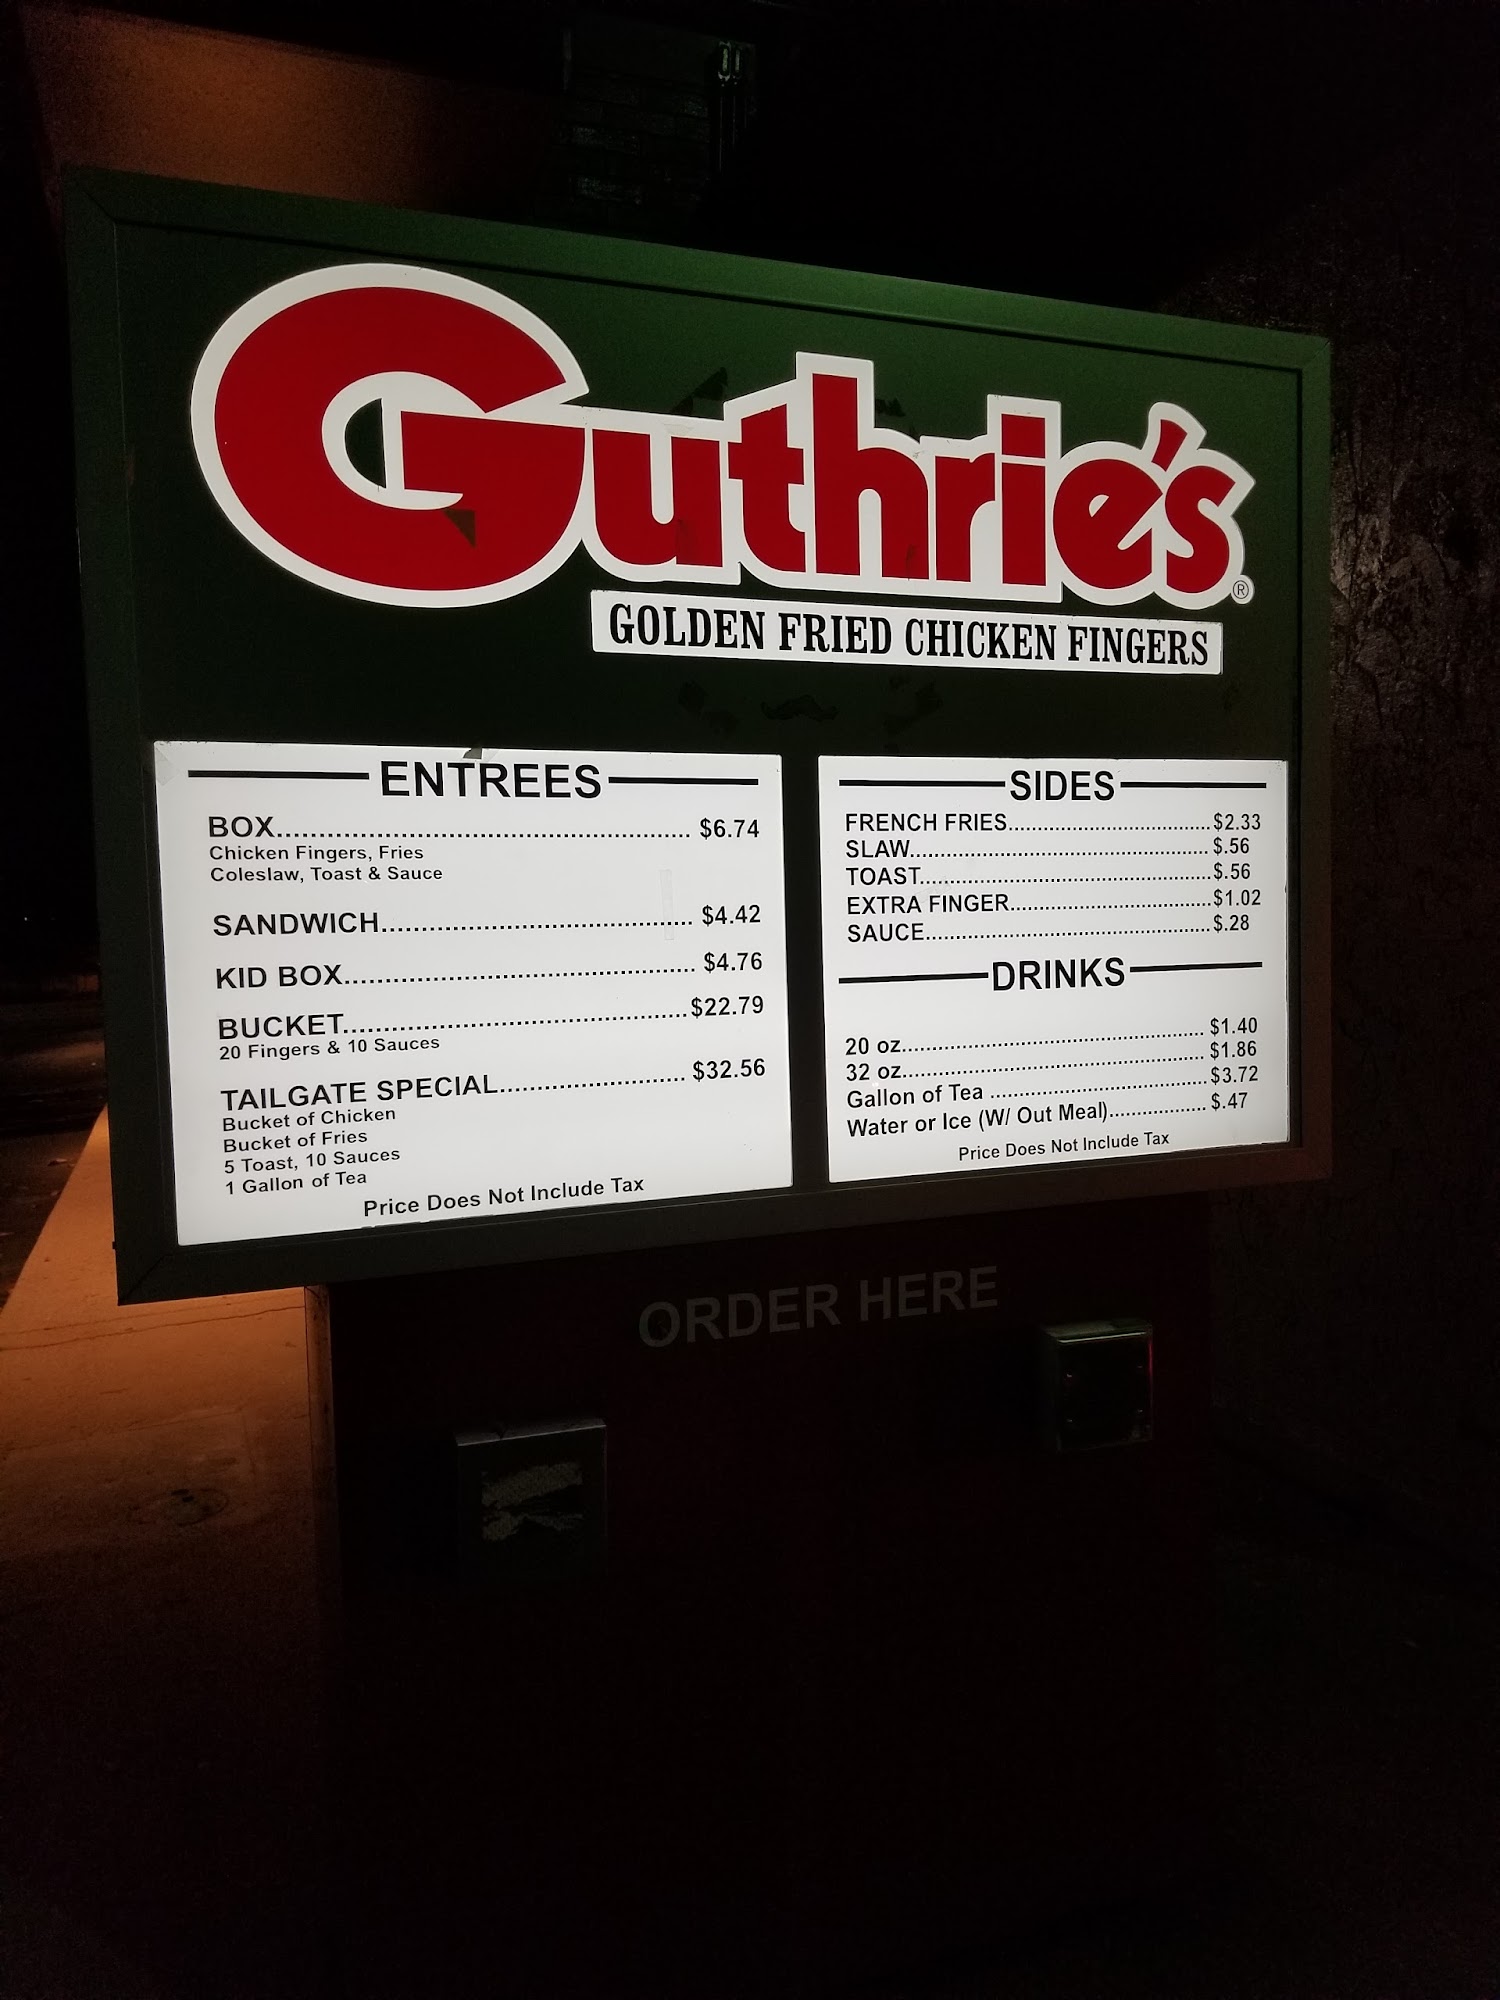 Guthrie's®
GOLDEN FRIED CHICKEN FINGERS
ENTREES
BOX.......................................................... $6.74
Chicken Fingers, Fries
Coleslaw, Toast & Sauce
SANDWICH........................................... $4.42
KID BOX................................................ $4.76
BUCKET................................................$22.79
20 Fingers & 10 Sauces
TAILGATE SPECIAL.......................... $32.56
Bucket of Chicken
Bucket of Fries
5 Toast, 10 Sauces
1 Gallon of Tea
Price Does Not Include Tax
SIDES
FRENCH FRIES..................................$2.33
SLAW.................................................. $.56
TOAST.................................................$.56
EXTRA FINGER..................................$1.02
SAUCE................................................$.28
DRINKS
20 oz................................................... $1.40
32 oz................................................... $1.86
Gallon of Tea .....................................$3.72
Water or Ice (W/ Out Meal)................. $.47
Price Does Not Include Tax
ORDER HERE